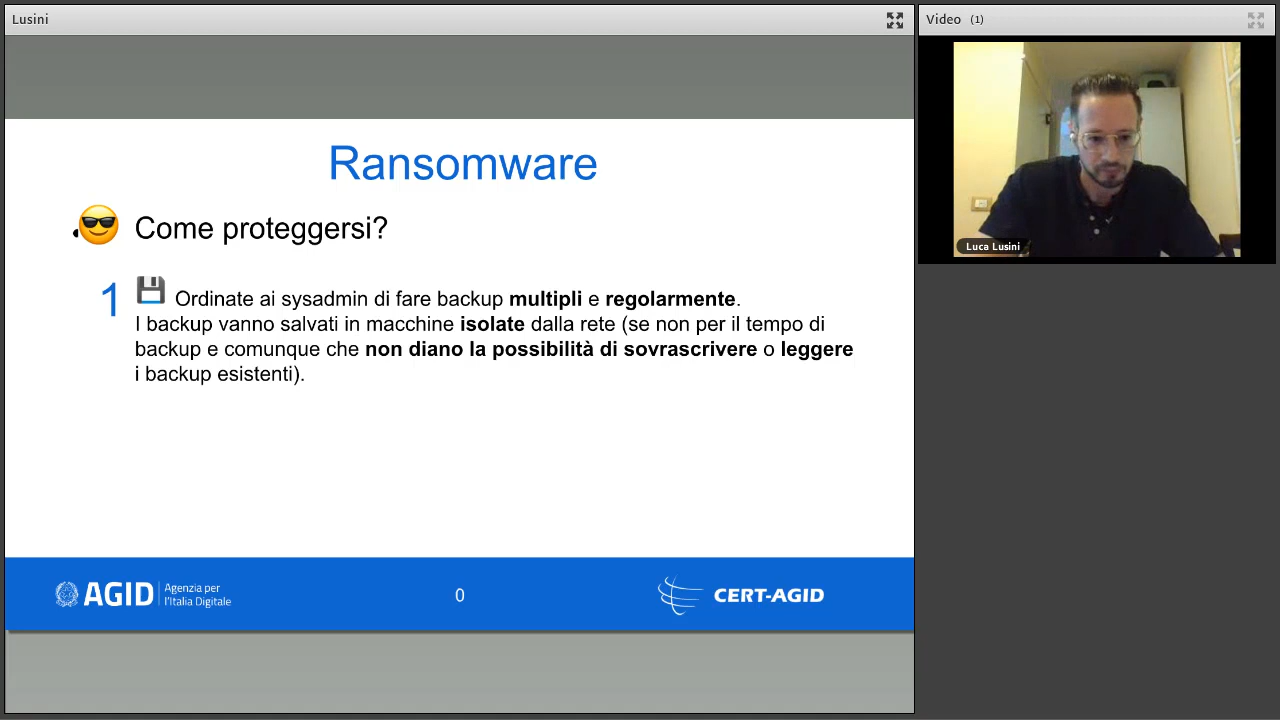 Lusini
Video (1)
Ransomware
Come proteggersi?
1 Ordinate ai sysadmin di fare backup multipli e regolarmente.
I backup vanno salvati in macchine isolate dalla rete (se non per il tempo di
backup e comunque che non diano la possibilità di sovrascrivere o leggere
i backup esistenti).
Luca Lusini
AGID Agenzia per
l'Italia Digitale
0
CERT-AGID